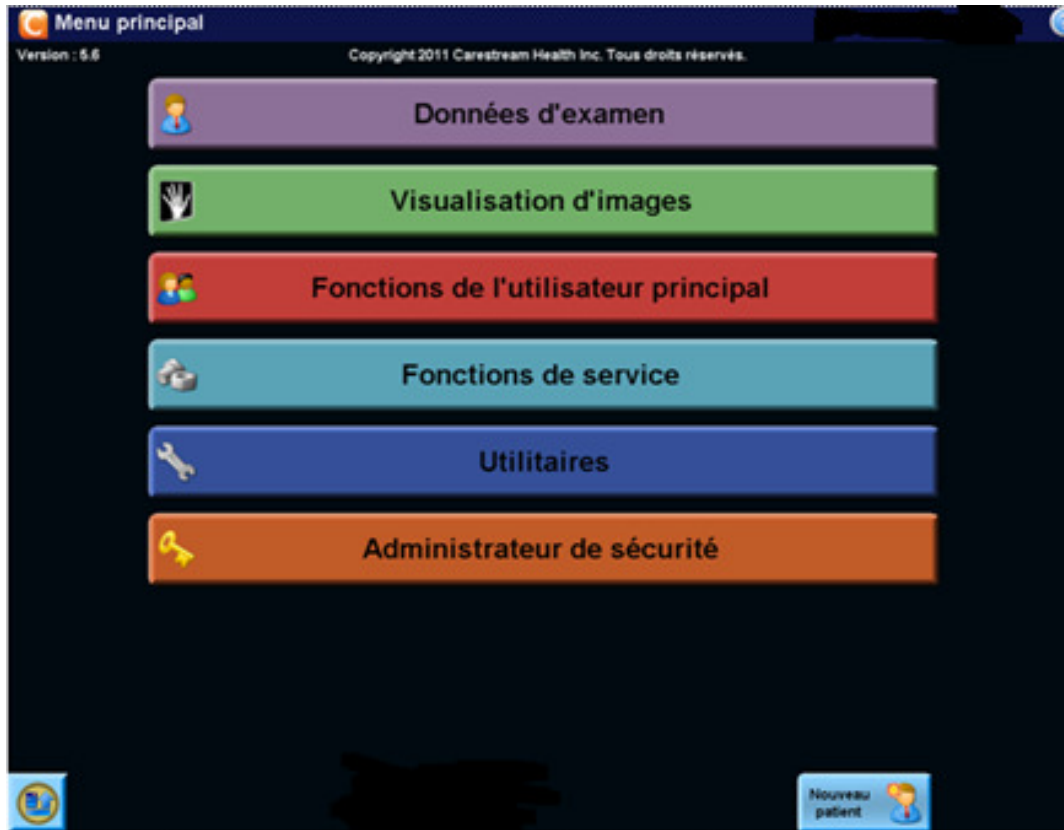 Menu principal
Version : 5.6
Copyright 2011 Carestream Health Inc. Tous droits réservés.
Données d'examen
Visualisation d'images
Fonctions de l'utilisateur principal
Fonctions de service
Utilitaires
Administrateur de sécurité
Nouveau
patient